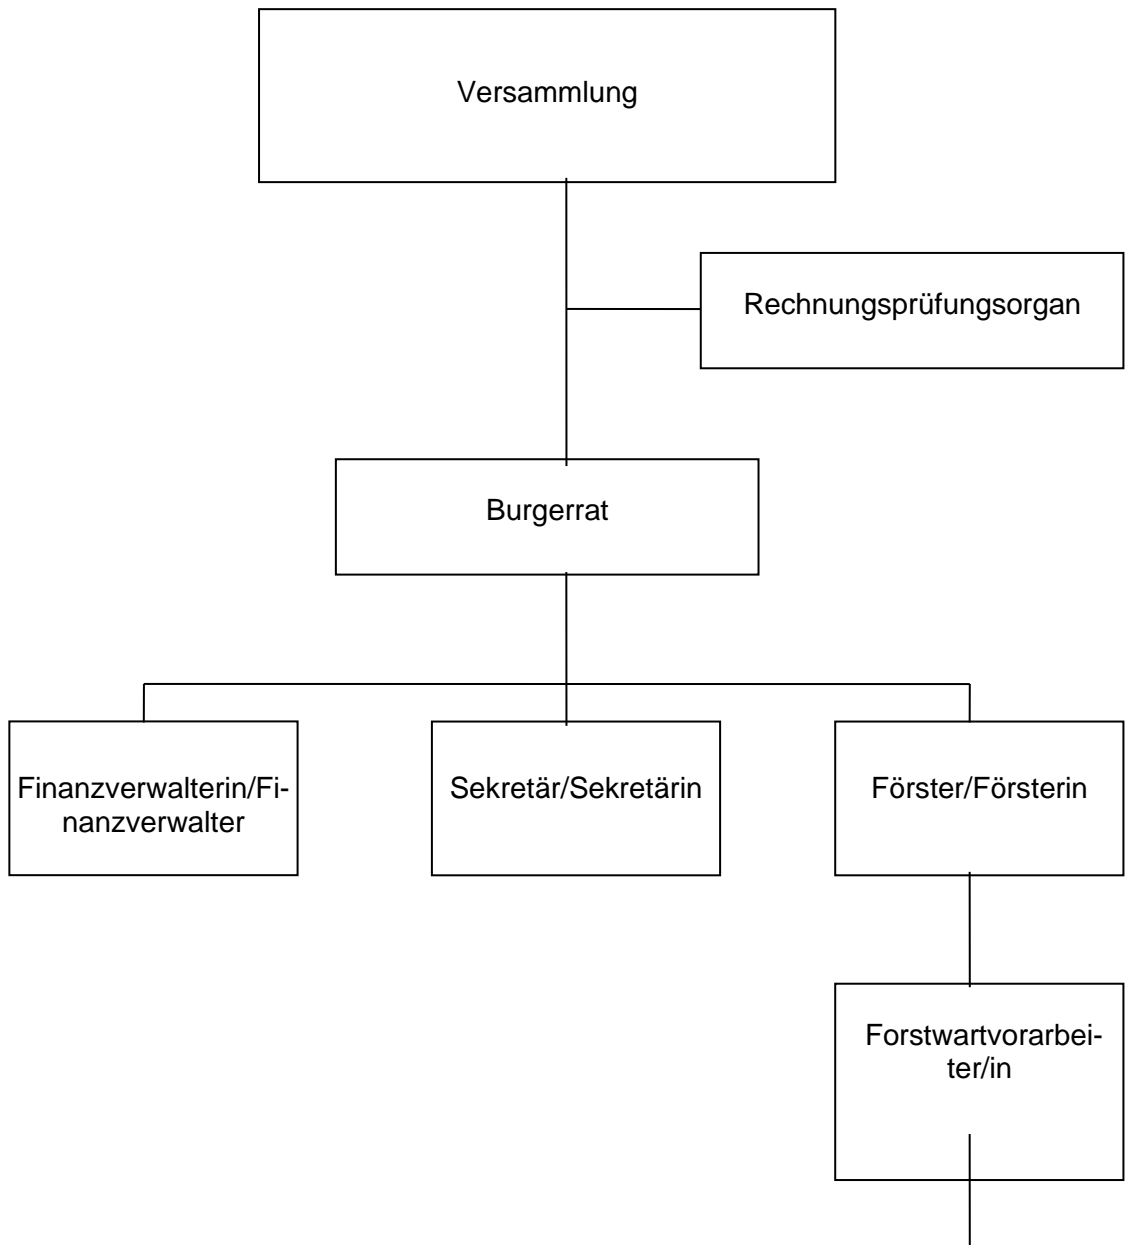 Versammlung
Rechnungsprüfungsorgan
Burgerrat
Finanzverwalterin/Fi-
nanzverwalter
Sekretär/Sekretärin
Förster/Försterin
Forstwartvorarbei-
ter/in